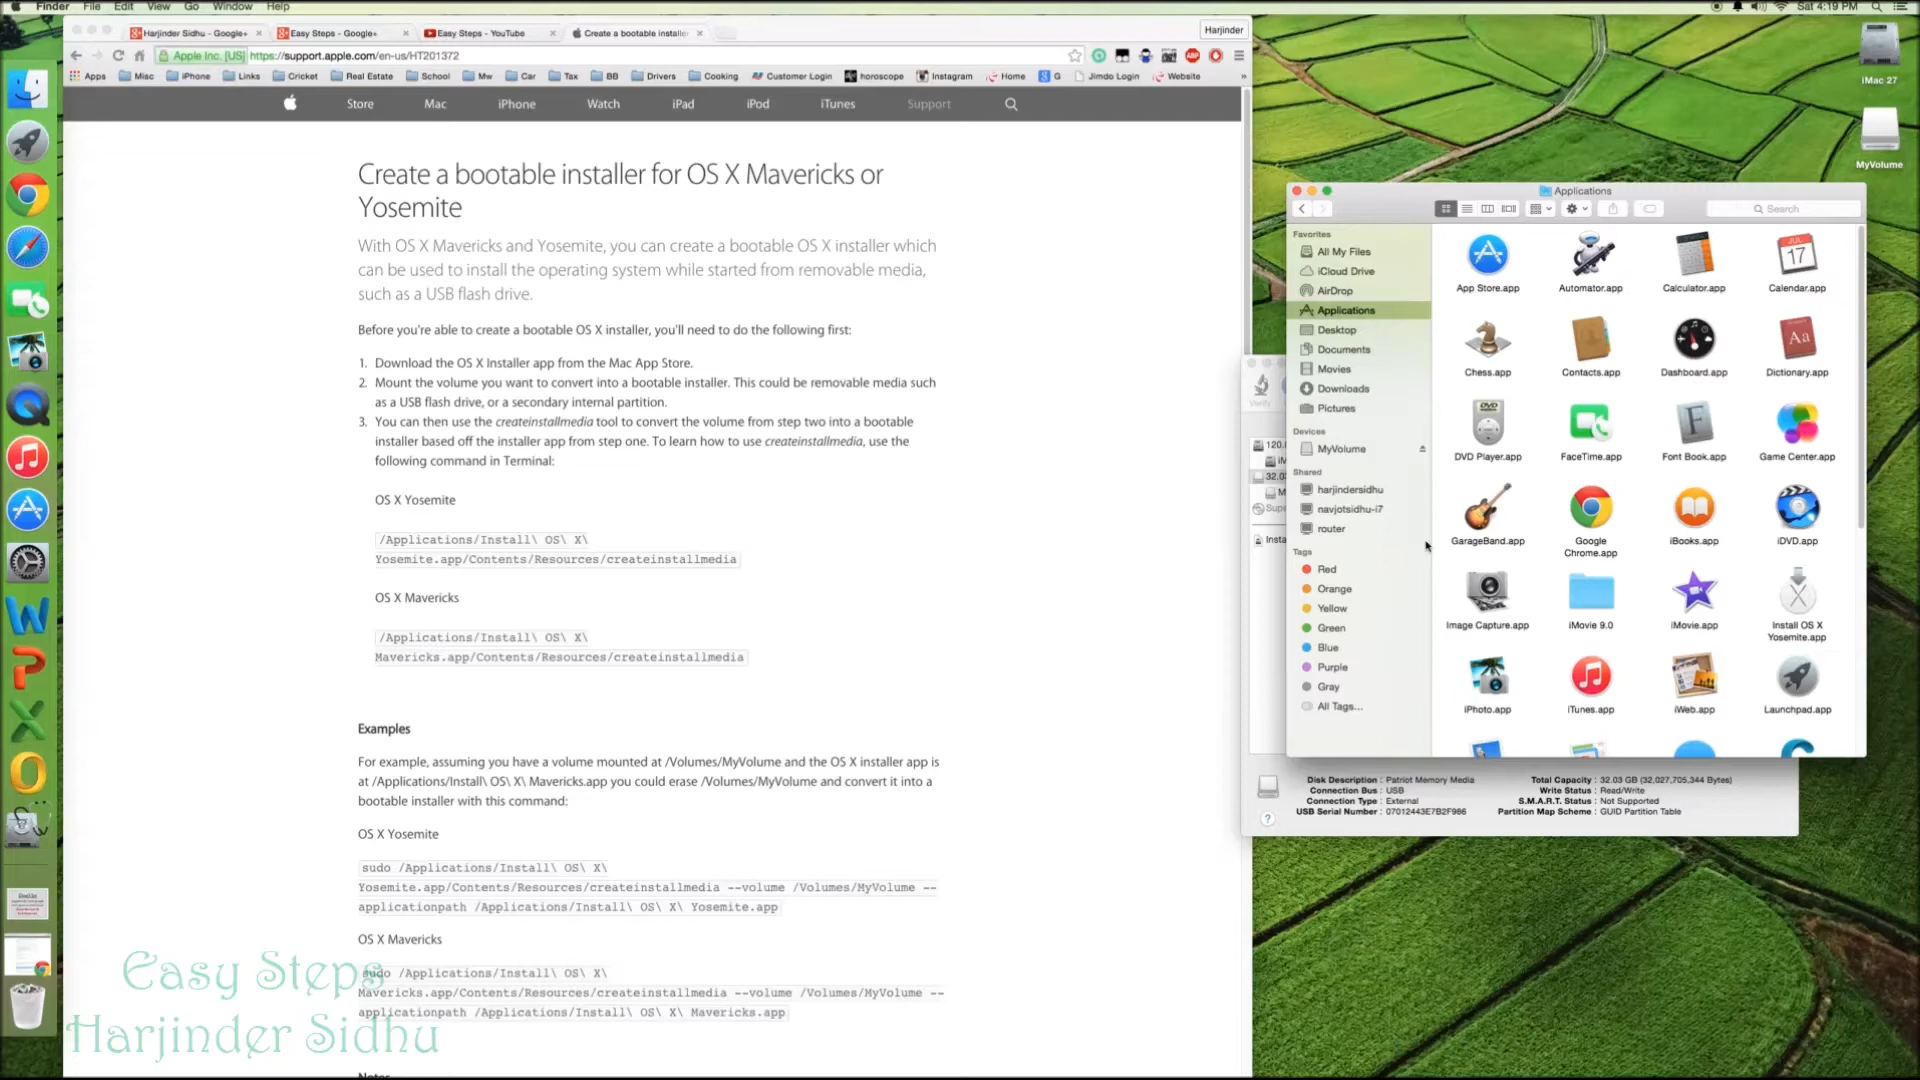 Finder File Edit View Go Window Help
Sat 4:19 PM
Harjinder Sidhu - Google+
Easy Steps - Google+
Easy Steps - YouTube
Create a bootable installer
Harjinder
Apple Inc. [US] https://support.apple.com/en-us/HT201372
Apps Misc iPhone Links Cricket Real Estate School Mw Car Tax BB Drivers Cooking Customer Login horoscope Instagram Home G Jimdo Login Website »
Store Mac iPhone Watch iPad iPod iTunes Support
Create a bootable installer for OS X Mavericks or
Yosemite
With OS X Mavericks and Yosemite, you can create a bootable OS X installer which
can be used to install the operating system while started from removable media,
such as a USB flash drive.
Before you're able to create a bootable OS X installer, you'll need to do the following first:
1. Download the OS X Installer app from the Mac App Store.
2. Mount the volume you want to convert into a bootable installer. This could be removable media such
as a USB flash drive, or a secondary internal partition.
3. You can then use the createinstallmedia tool to convert the volume from step two into a bootable
installer based off the installer app from step one. To learn how to use createinstallmedia, use the
following command in Terminal:
OS X Yosemite
/Applications/Install\ OS\ X\
Yosemite.app/Contents/Resources/createinstallmedia
OS X Mavericks
/Applications/Install\ OS\ X\
Mavericks.app/Contents/Resources/createinstallmedia
Examples
For example, assuming you have a volume mounted at /Volumes/MyVolume and the OS X installer app is
at /Applications/Install\ OS\ X\ Mavericks.app you could erase /Volumes/MyVolume and convert it into a
bootable installer with this command:
OS X Yosemite
sudo /Applications/Install\ OS\ X\
Yosemite.app/Contents/Resources/createinstallmedia --volume /Volumes/MyVolume --
applicationpath /Applications/Install\ OS\ X\ Yosemite.app
OS X Mavericks
sudo /Applications/Install\ OS\ X\
Mavericks.app/Contents/Resources/createinstallmedia --volume /Volumes/MyVolume --
applicationpath /Applications/Install\ OS\ X\ Mavericks.app
Easy Steps
Harjinder Sidhu
iMac 27
MyVolume
Applications
Search
Favorites
All My Files
iCloud Drive
AirDrop
Applications
Desktop
Documents
Movies
Downloads
Pictures
Devices
MyVolume
Shared
harjindersidhu
navjotsidhu-i7
router
Tags
Red
Orange
Yellow
Green
Blue
Purple
Gray
All Tags...
App Store.app Automator.app Calculator.app Calendar.app
Chess.app Contacts.app Dashboard.app Dictionary.app
DVD Player.app FaceTime.app Font Book.app Game Center.app
GarageBand.app Google Chrome.app iBooks.app iDVD.app
Image Capture.app iMovie 9.0 iMovie.app Install OS X Yosemite.app
iPhoto.app iTunes.app iWeb.app Launchpad.app
Verify
Disk Description : Patriot Memory Media
Connection Bus : USB
Connection Type : External
USB Serial Number : 07012443E7B2F986
Total Capacity : 32.03 GB (32,027,705,344 Bytes)
Write Status : Read/Write
S.M.A.R.T. Status : Not Supported
Partition Map Scheme : GUID Partition Table